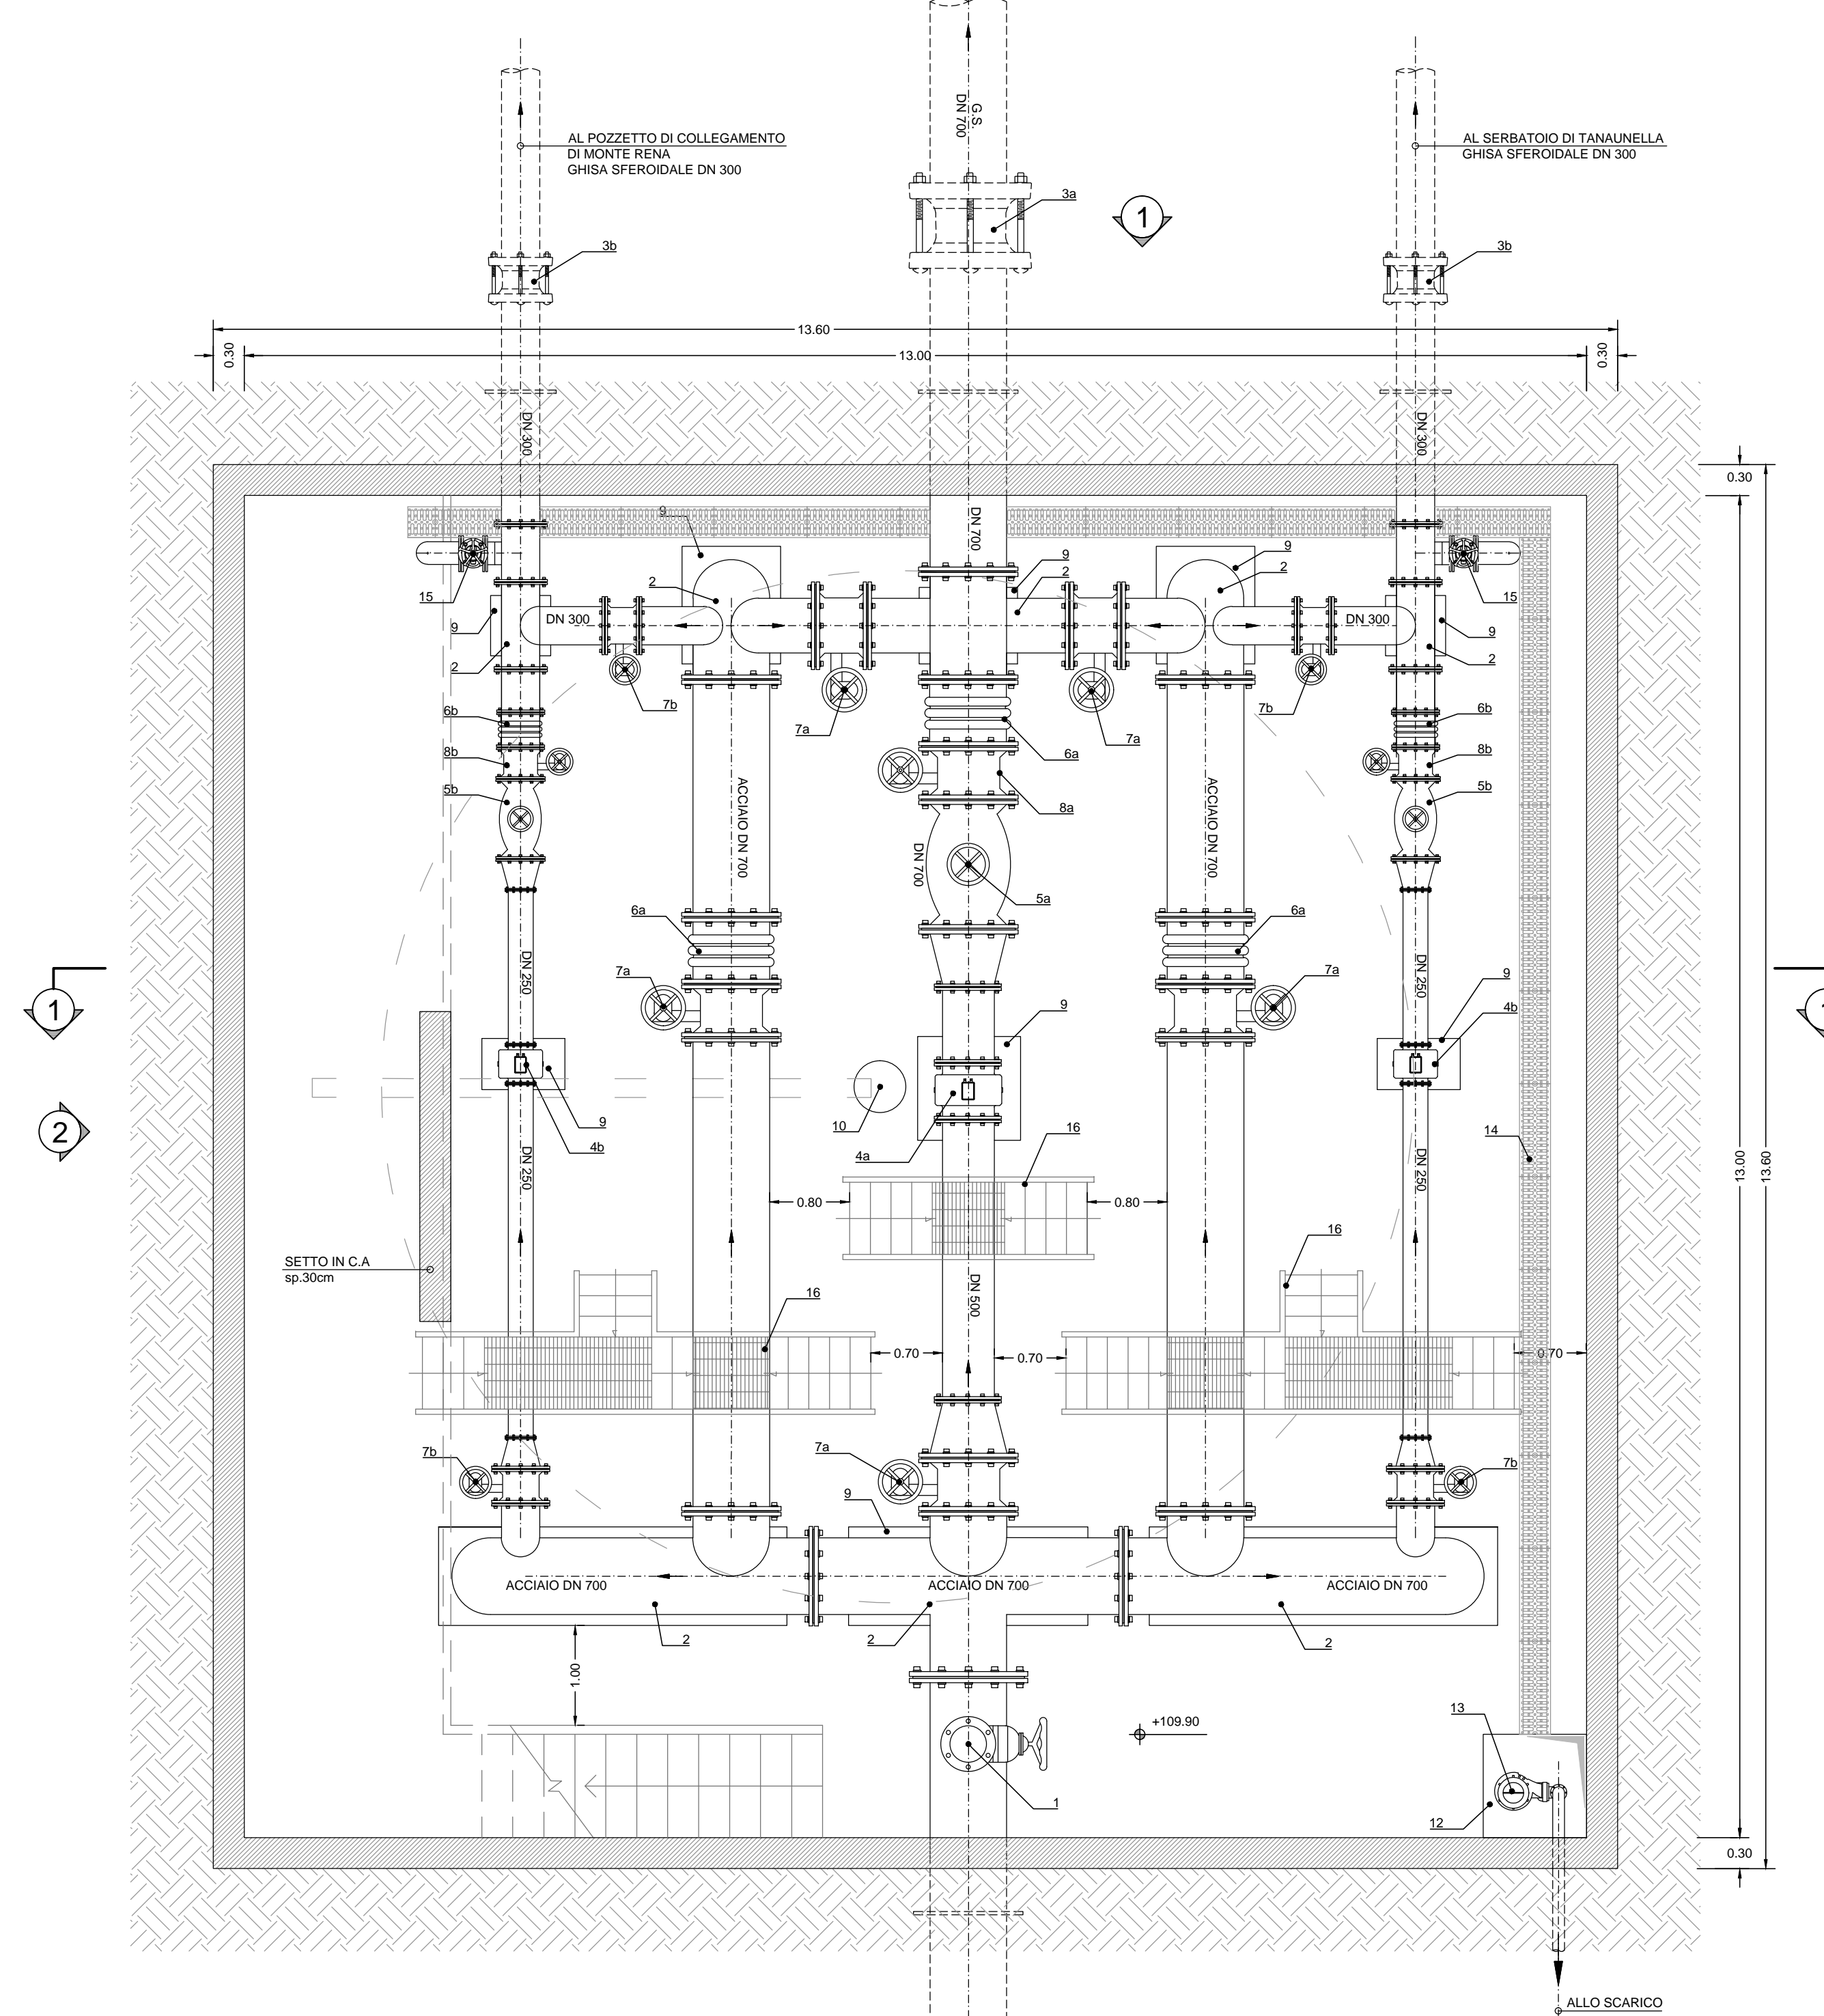 G.S.
DN 700
AL POZZETTO DI COLLEGAMENTO
DI MONTE RENA
GHISA SFEROIDALE DN 300
AL SERBATOIO DI TANAUNELLA
GHISA SFEROIDALE DN 300
3a
1
3b
3b
13.60
13.00
0.30
0.30
DN 300
DN 300
0.30
9
DN 700
9
9
2
2
2
15
15
DN 300
DN 300
9
9
2
2
7b
7b
7a
7a
6b
6b
6a
8b
8b
5b
5b
8a
ACCIAIO DN 700
ACCIAIO DN 700
DN 700
5a
6a
6a
DN 250
DN 250
7a
7a
9
9
4b
1
1
10
9
4b
4a
16
14
2
DN 250
DN 250
13.00
13.60
0.80
0.80
16
SETTO IN C.A
sp.30cm
16
DN 500
0.70
0.70
0.70
7b
7a
7b
9
ACCIAIO DN 700
ACCIAIO DN 700
ACCIAIO DN 700
2
2
2
1.00
+109.90
13
1
12
0.30
ALLO SCARICO